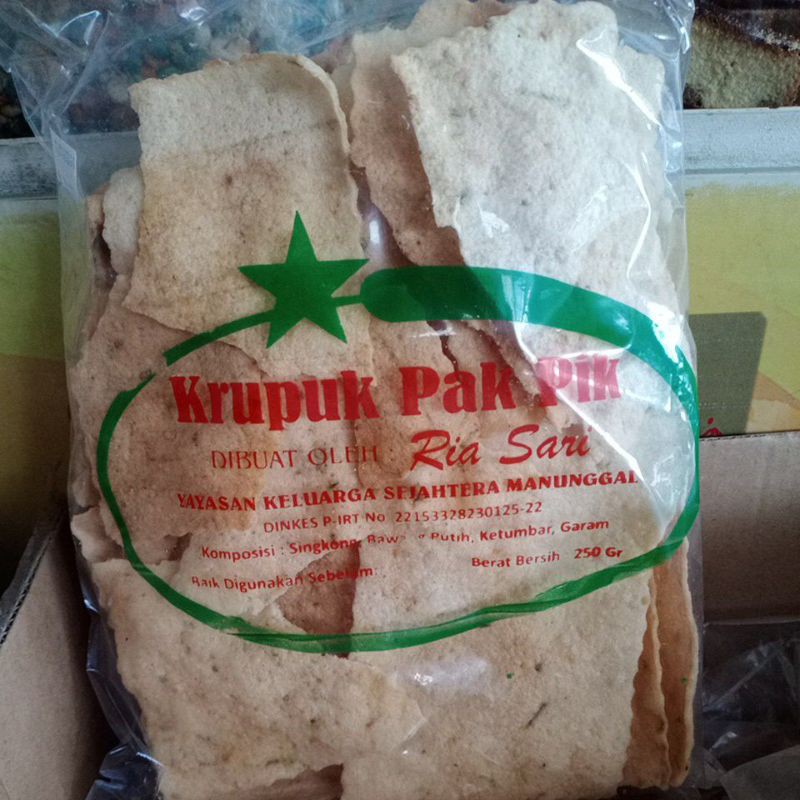 Krupuk Pak Pik
DIBUAT OLEH : Ria Sari
YAYASAN KELUARGA SEJAHTERA MANUNGGAL
DINKES P-IRT No 22153328230125-22
Komposisi : Singkong, Bawang Putih, Ketumbar, Garam
Baik Digunakan Sebelum: Berat Bersih 250 Gr